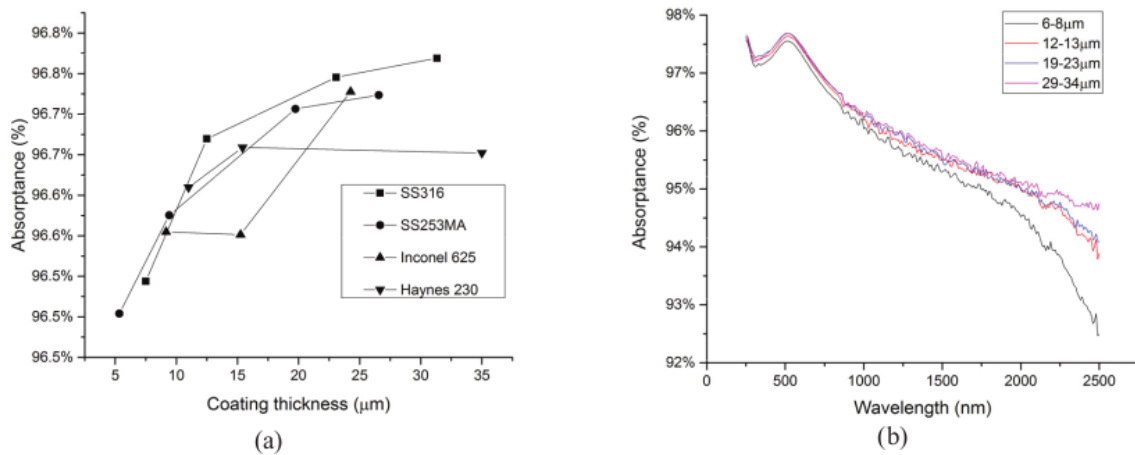 96.8%
96.8%
96.7%
96.7%
96.6%
96.6%
96.5%
96.5%
96.5%
Absorptance (%)
SS316
SS253MA
Inconel 625
Haynes 230
5 10 15 20 25 30 35
Coating thickness (μm)
(a)
98%
97%
96%
95%
94%
93%
92%
Absorptance (%)
6-8μm
12-13μm
19-23μm
29-34μm
0 500 1000 1500 2000 2500
Wavelength (nm)
(b)